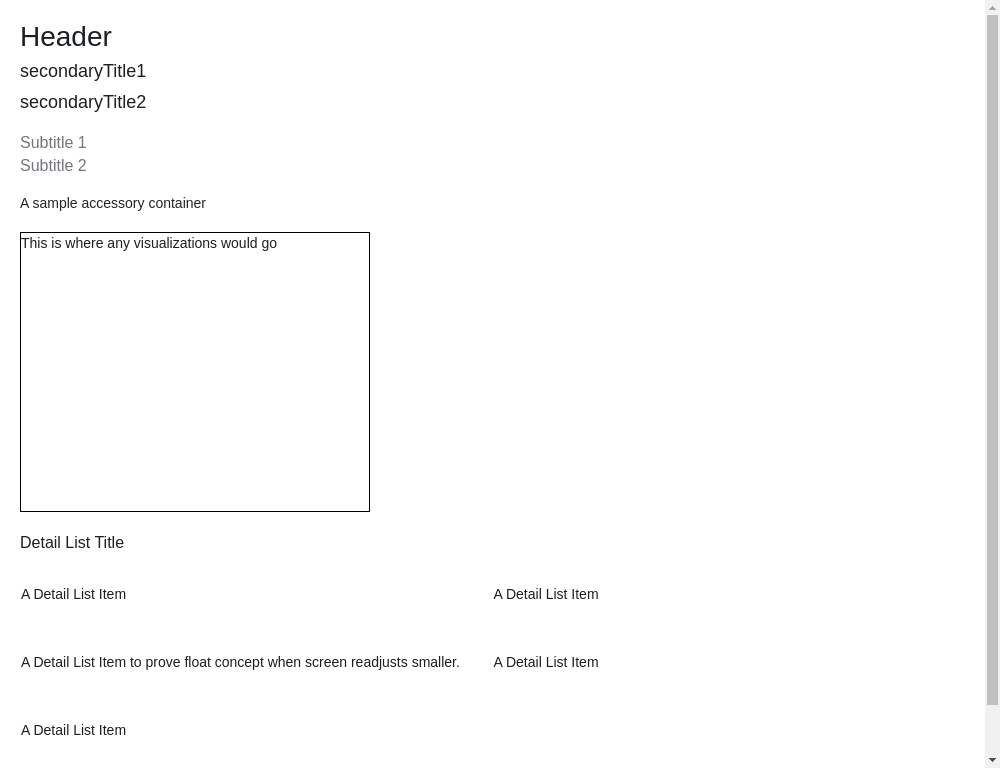 Header
secondaryTitle1
secondaryTitle2
Subtitle 1
Subtitle 2
A sample accessory container
This is where any visualizations would go
Detail List Title
A Detail List Item
A Detail List Item
A Detail List Item to prove float concept when screen readjusts smaller.
A Detail List Item
A Detail List Item